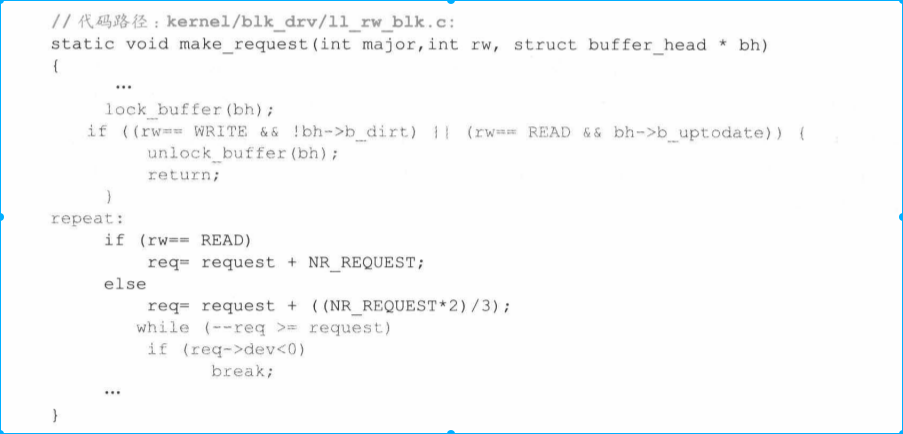 // 代码路径：kernel/blk_drv/ll_rw_blk.c:
static void make_request(int major,int rw, struct buffer_head * bh)
{
…
lock_buffer(bh);
if ((rw== WRITE && !bh->b_dirt) || (rw== READ && bh->b_uptodate)) {
unlock_buffer(bh);
return;
}
repeat:
if (rw== READ)
req= request + NR_REQUEST;
else
req= request + ((NR_REQUEST*2)/3);
while (--req >= request)
if (req->dev<0)
break;
…
}